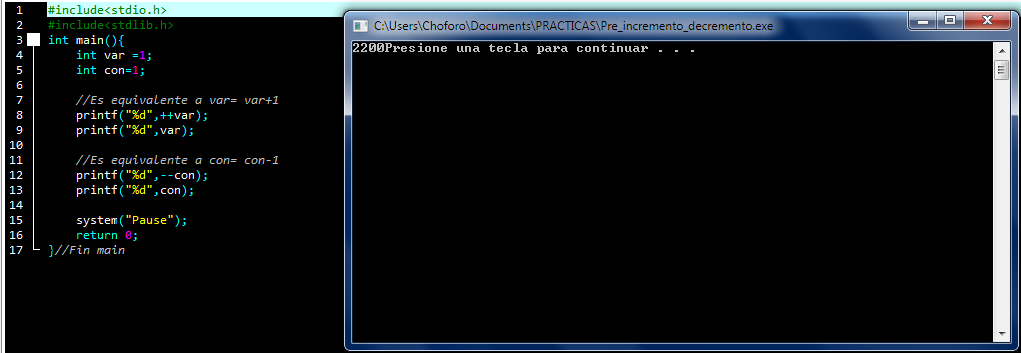 1 #include<stdio.h>
2 #include<stdlib.h>
3 int main(){
4 int var =1;
5 int con=1;
6
7 //Es equivalente a var= var+1
8 printf("%d",++var);
9 printf("%d",var);
10
11 //Es equivalente a con= con-1
12 printf("%d",--con);
13 printf("%d",con);
14
15 system("Pause");
16 return 0;
17 }//Fin main
C:\Users\Choforo\Documents\PRACTICAS\Pre_incremento_decremento.exe
2200Presione una tecla para continuar . . .